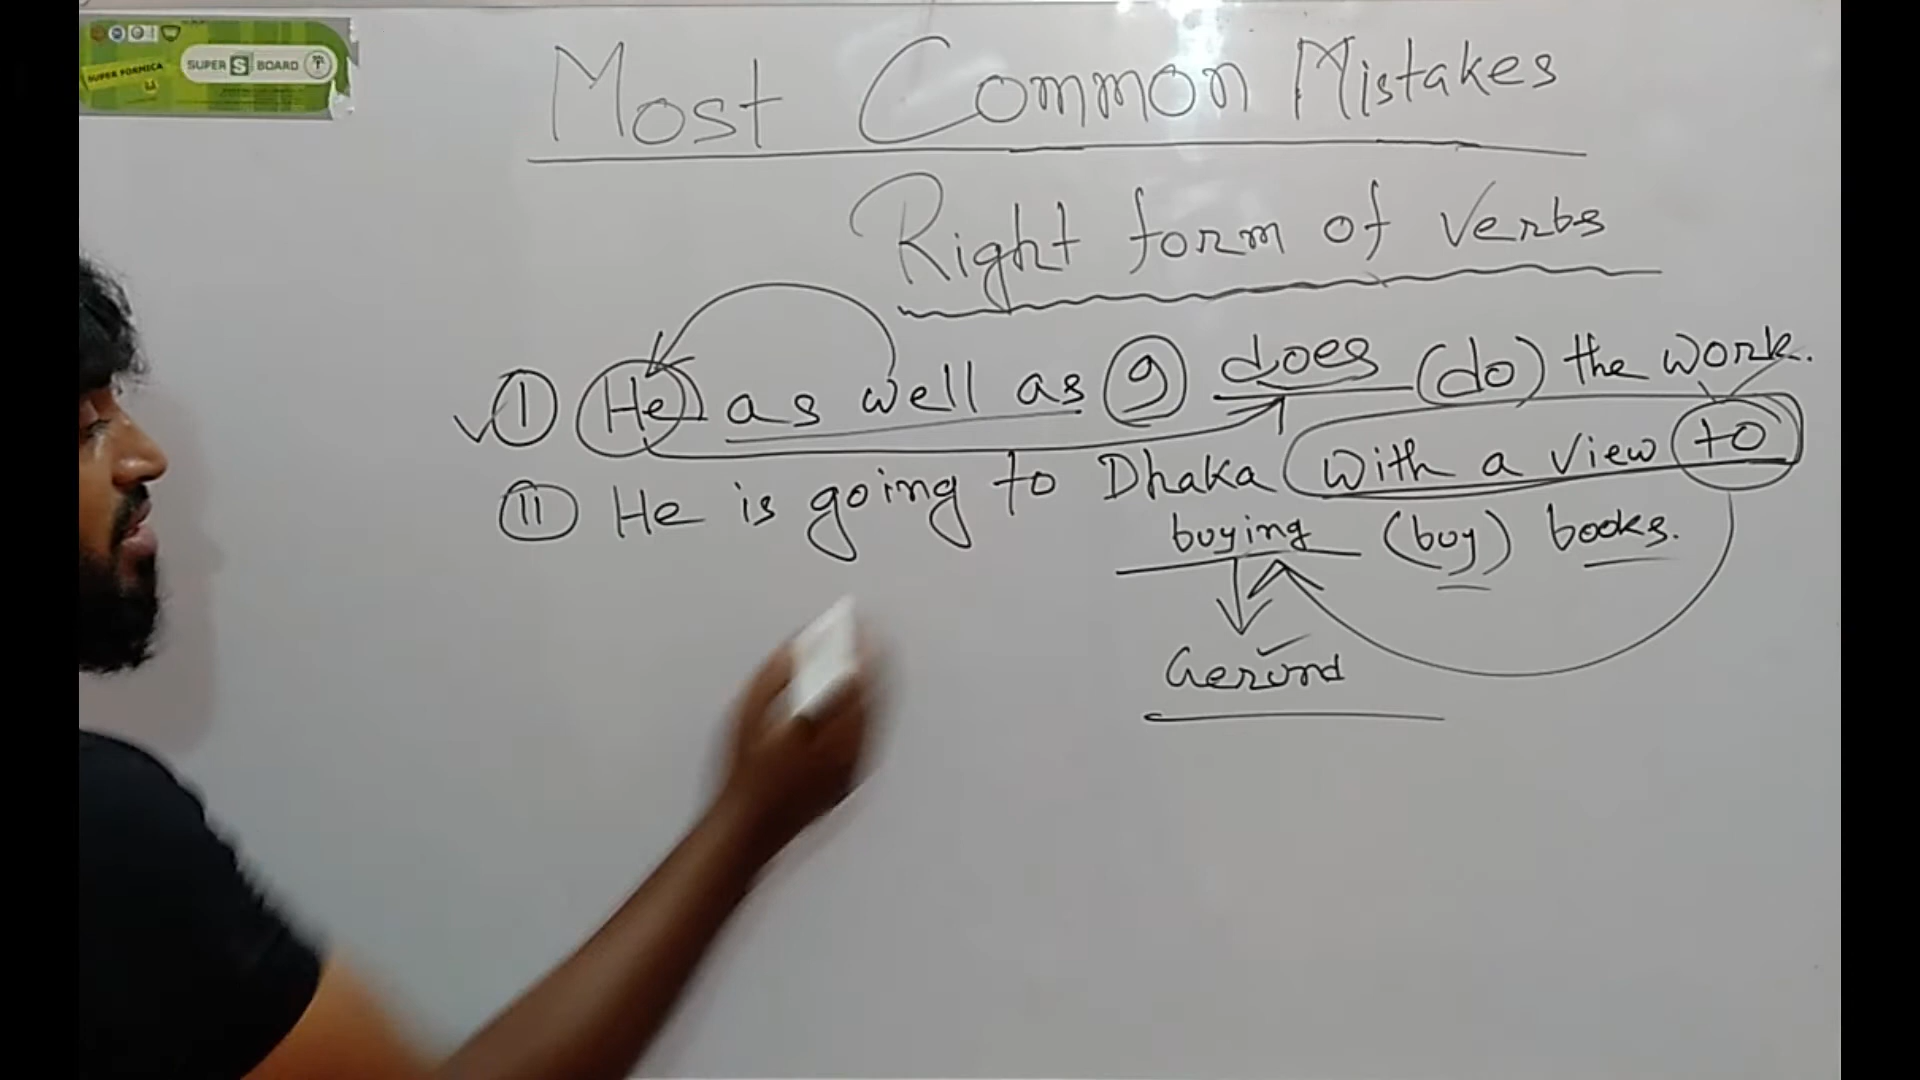 SUPER FORMICA
SUPER S BOARD
Most Common Mistakes
Right form of verbs
I He as well as I does (do) the work.
II He is going to Dhaka with a view to
buying (buy) books.
Gerund